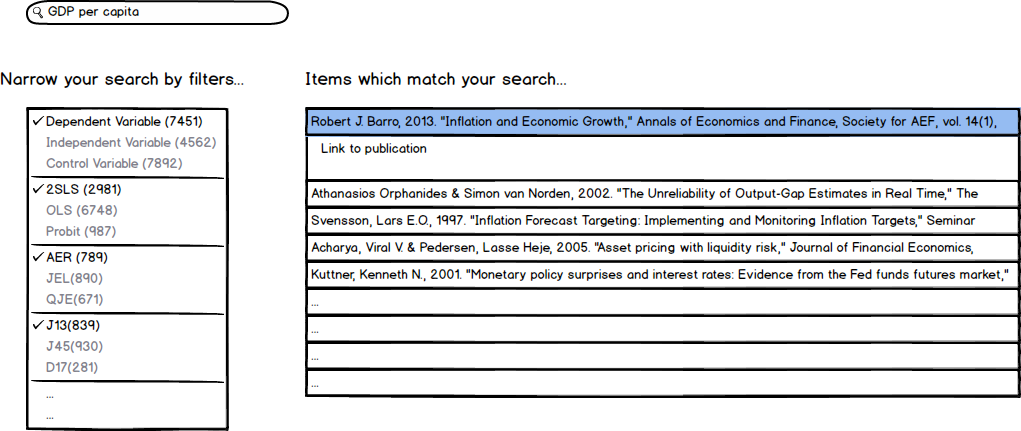 GDP per capita
Narrow your search by filters...
Dependent Variable (7451)
Independent Variable (4562)
Control Variable (7892)
2SLS (2981)
OLS (6748)
Probit (987)
AER (789)
JEL(890)
QJE(671)
J13(839)
J45(930)
D17(281)
...
...
Items which match your search...
Robert J. Barro, 2013. "Inflation and Economic Growth," Annals of Economics and Finance, Society for AEF, vol. 14(1),
Link to publication
Athanasios Orphanides & Simon van Norden, 2002. "The Unreliability of Output-Gap Estimates in Real Time," The
Svensson, Lars E.O., 1997. "Inflation Forecast Targeting: Implementing and Monitoring Inflation Targets," Seminar
Acharya, Viral V. & Pedersen, Lasse Heje, 2005. "Asset pricing with liquidity risk," Journal of Financial Economics,
Kuttner, Kenneth N., 2001. "Monetary policy surprises and interest rates: Evidence from the Fed funds futures market,"
...
...
...
...